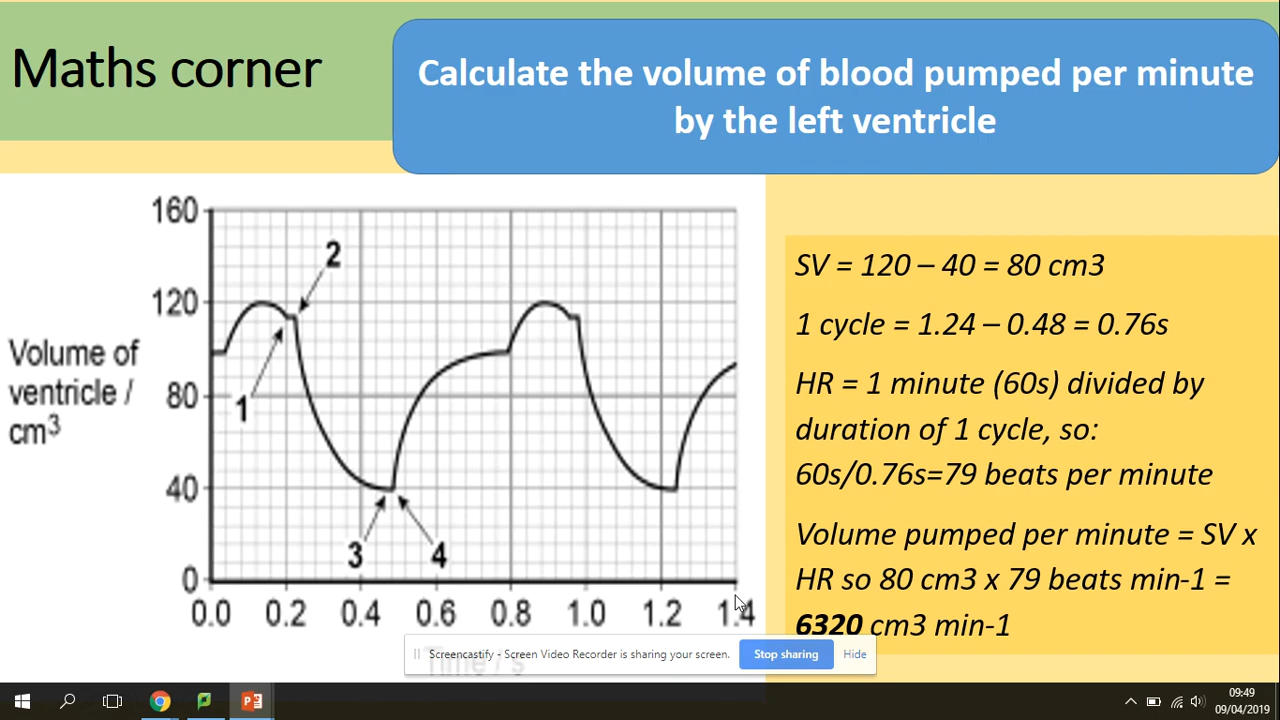 Maths corner
Calculate the volume of blood pumped per minute
by the left ventricle
160
120
80
40
0
Volume of
ventricle /
cm3
1
2
3
4
0.0 0.2 0.4 0.6 0.8 1.0 1.2 1.4
Time / s
SV = 120 – 40 = 80 cm3
1 cycle = 1.24 – 0.48 = 0.76s
HR = 1 minute (60s) divided by
duration of 1 cycle, so:
60s/0.76s=79 beats per minute
Volume pumped per minute = SV x
HR so 80 cm3 x 79 beats min-1 =
6320 cm3 min-1
Screencastify - Screen Video Recorder is sharing your screen. Stop sharing Hide
09:49
09/04/2019